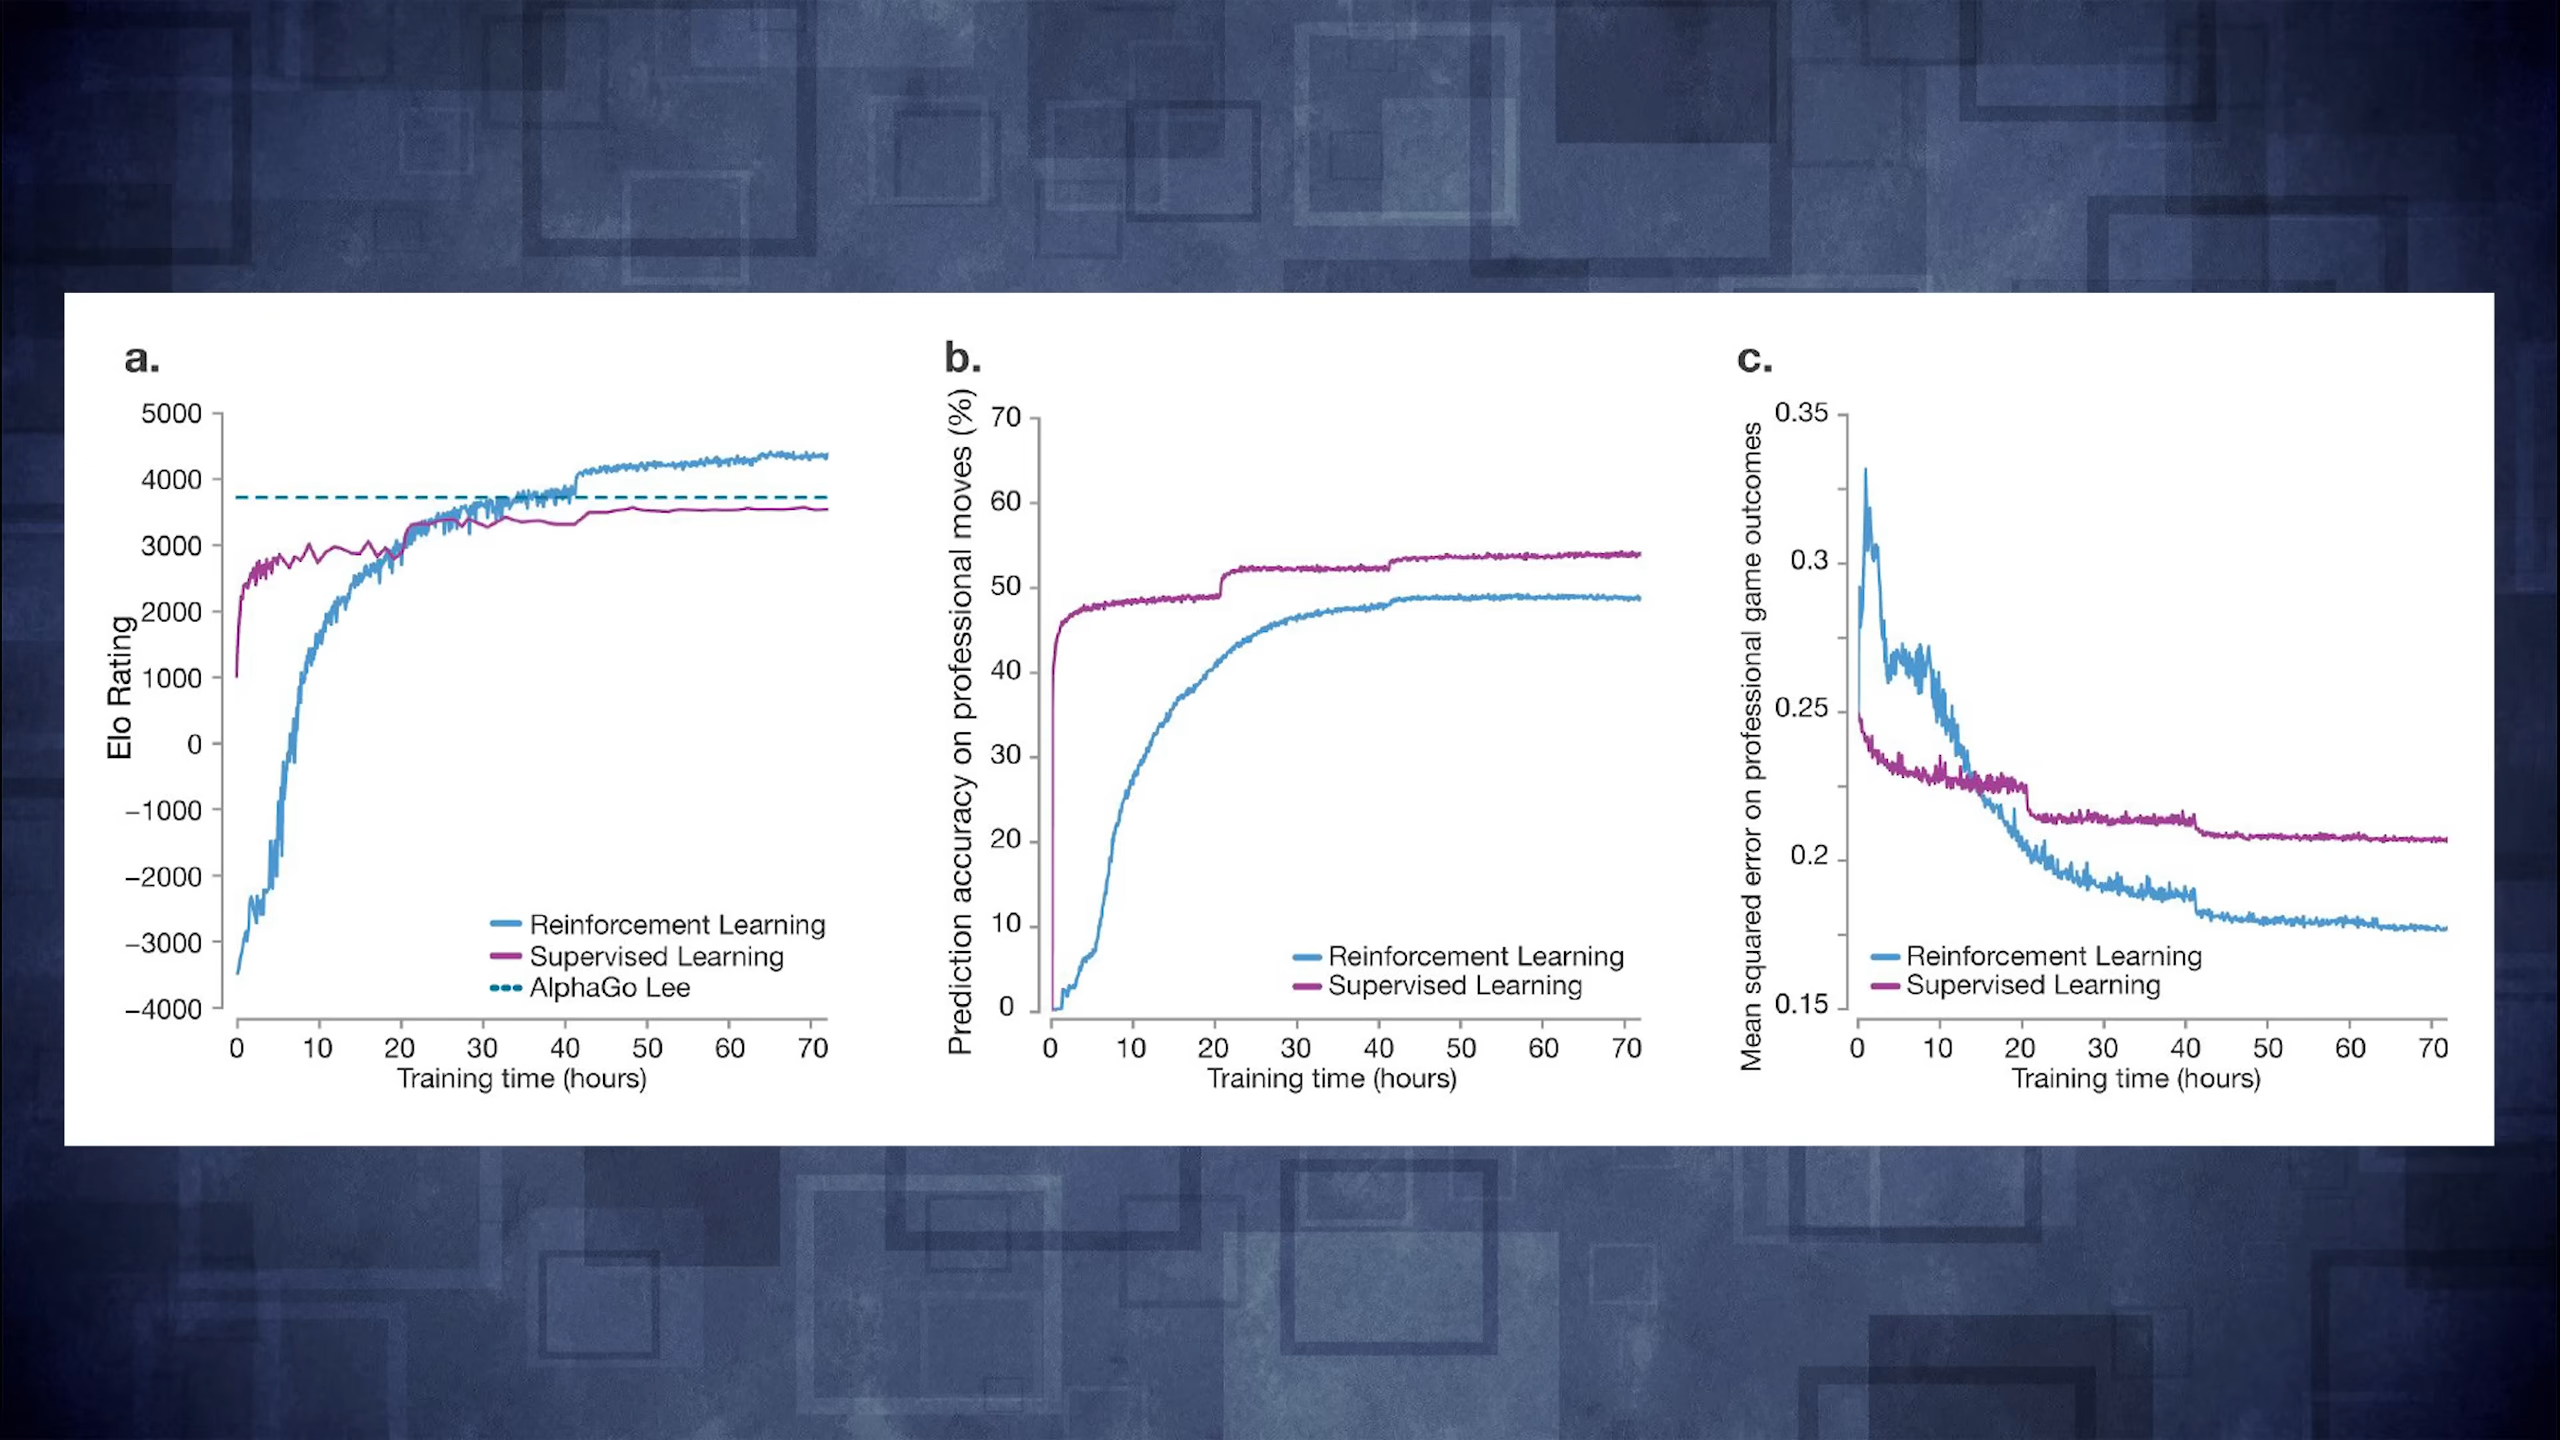 a.
5000
4000
3000
2000
1000
0
−1000
−2000
−3000
−4000
Elo Rating
Reinforcement Learning
Supervised Learning
AlphaGo Lee
0 10 20 30 40 50 60 70
Training time (hours)
b.
70
60
50
40
30
20
10
0
Prediction accuracy on professional moves (%)
Reinforcement Learning
Supervised Learning
0 10 20 30 40 50 60 70
Training time (hours)
c.
0.35
0.3
0.25
0.2
0.15
Mean squared error on professional game outcomes
Reinforcement Learning
Supervised Learning
0 10 20 30 40 50 60 70
Training time (hours)